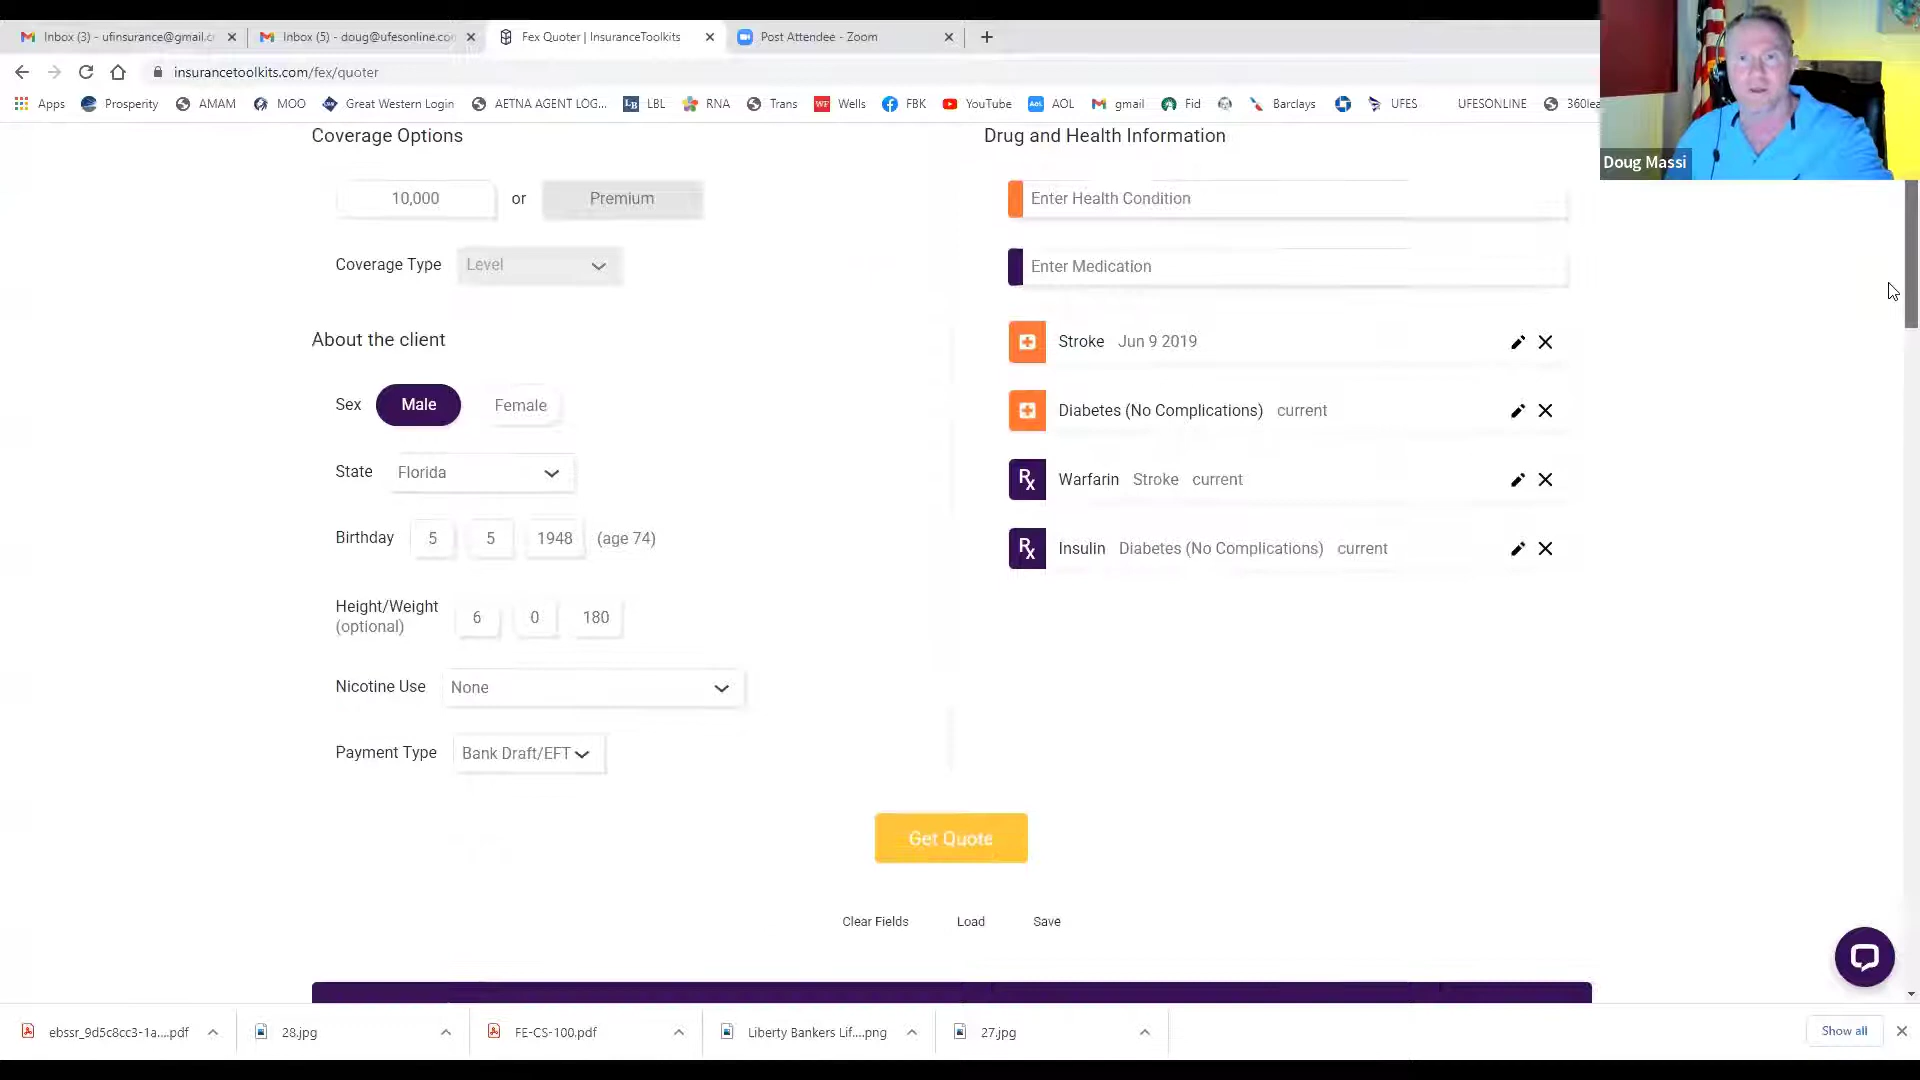 Inbox (3) - ufinsurance@gmail.c
Inbox (5) - doug@ufesonline.co
Fex Quoter | InsuranceToolkits
Post Attendee - Zoom
insurancetoolkits.com/fex/quoter
Apps
Prosperity
AMAM
MOO
Great Western Login
AETNA AGENT LOG...
LB
LBL
RNA
Trans
WF
Wells
FBK
YouTube
Aol.
AOL
gmail
Fid
Barclays
UFES
UFESONLINE
360lea
Doug Massi
Coverage Options
10,000
or
Premium
Coverage Type
Level
About the client
Sex
Male
Female
State
Florida
Birthday
5
5
1948
(age 74)
Height/Weight
(optional)
6
0
180
Nicotine Use
None
Payment Type
Bank Draft/EFT
Drug and Health Information
Enter Health Condition
Enter Medication
Stroke Jun 9 2019
Diabetes (No Complications) current
Rx
Warfarin Stroke current
Rx
Insulin Diabetes (No Complications) current
Get Quote
Clear Fields
Load
Save
ebssr_9d5c8cc3-1a....pdf
28.jpg
FE-CS-100.pdf
Liberty Bankers Lif....png
27.jpg
Show all